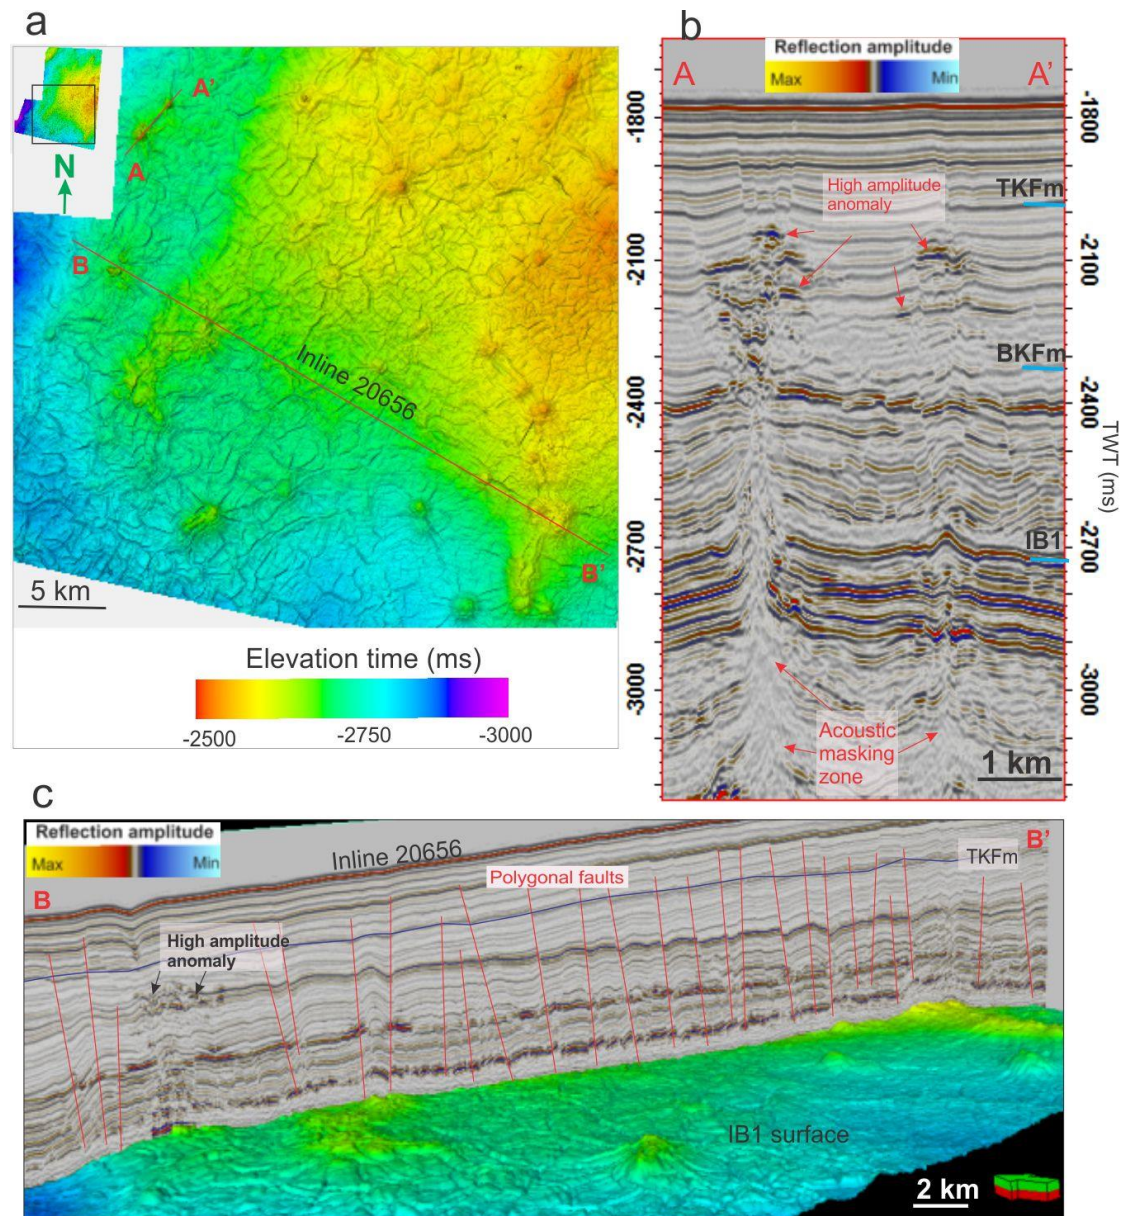 a
A'
A
N
B
Inline 20656
B'
5 km
Elevation time (ms)
-2500
-2750
-3000
b
Reflection amplitude
Max
Min
A
A'
-1800
-2100
-2400
-2700
-3000
High amplitude
anomaly
TKFm
BKFm
IB1
Acoustic
masking
zone
1 km
-1800
-2100
-2400
-2700
-3000
TWT (ms)
c
Reflection amplitude
Max
Min
B
Inline 20656
Polygonal faults
B'
TKFm
High amplitude
anomaly
IB1 surface
2 km